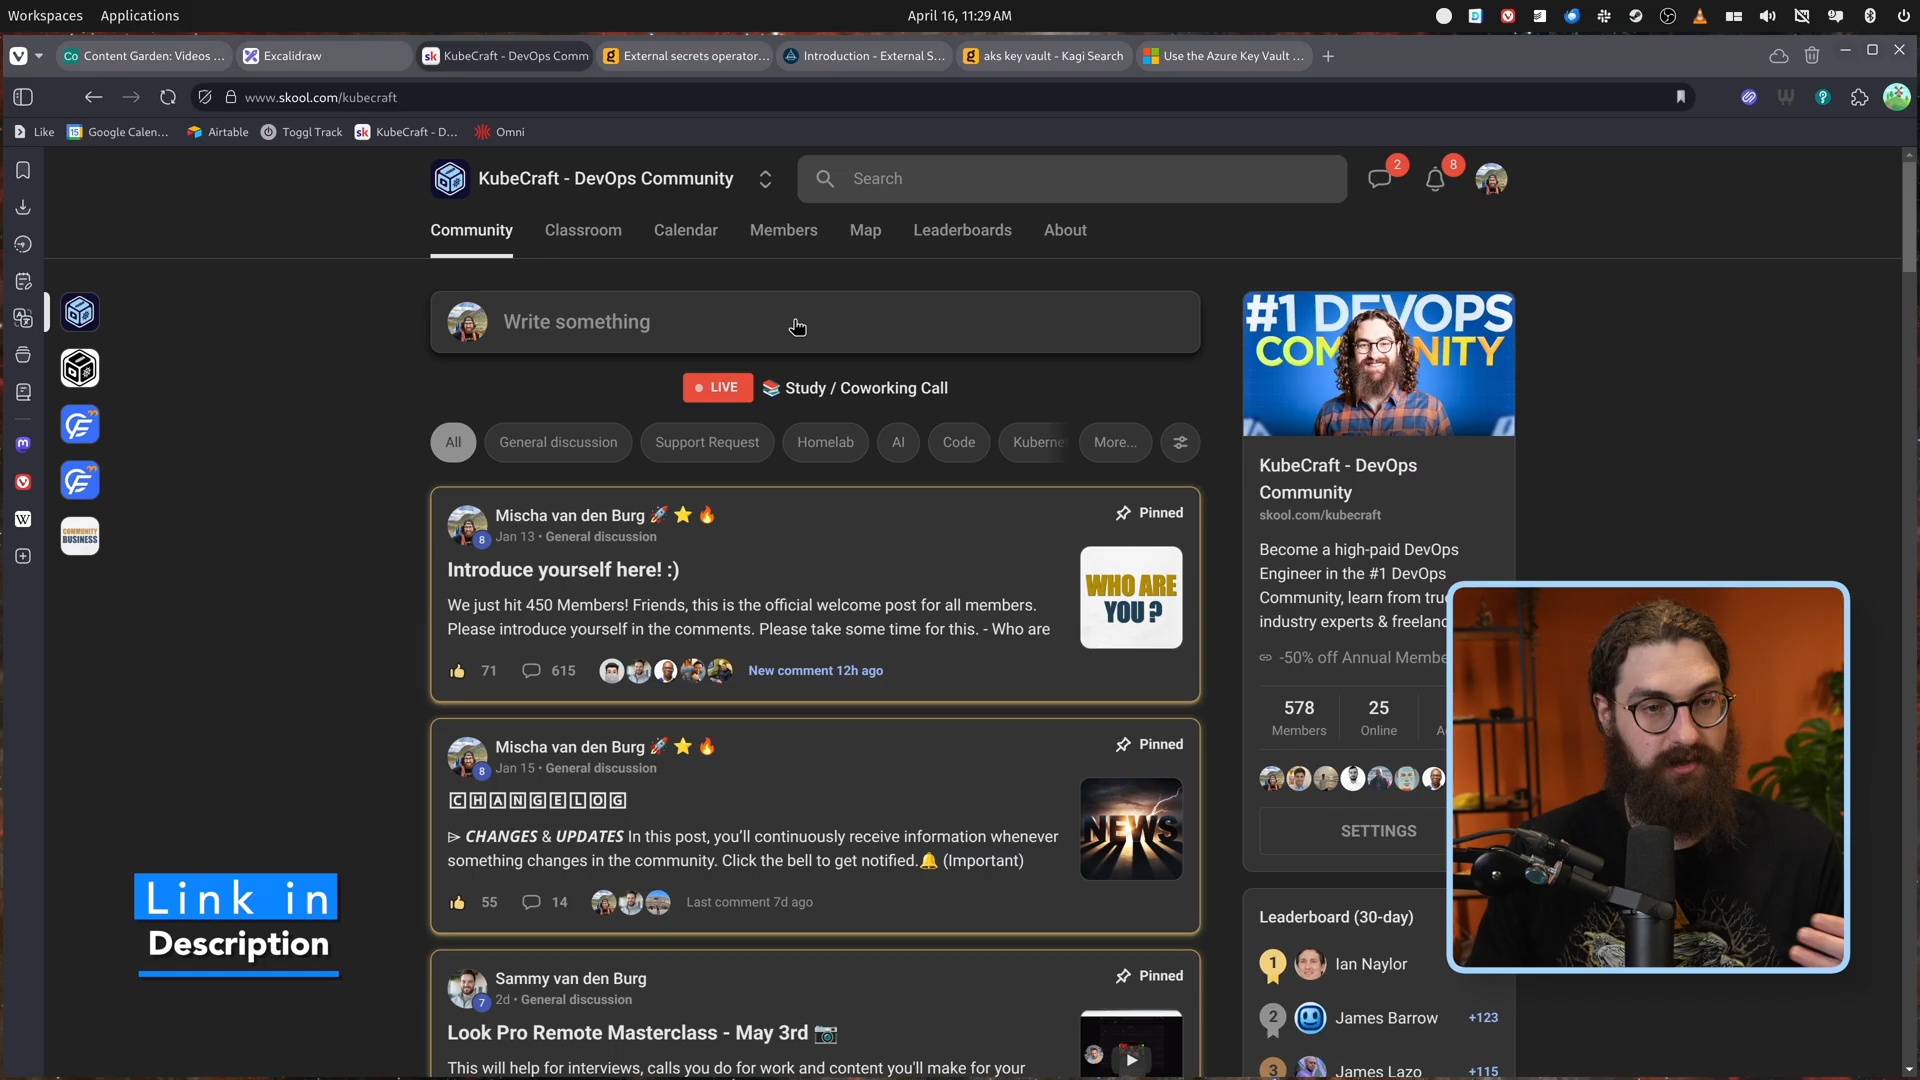 Workspaces Applications April 16, 11:29 AM
Content Garden: Videos ... Excalidraw KubeCraft - DevOps Comm External secrets operator... Introduction - External S... aks key vault - Kagi Search Use the Azure Key Vault ...
www.skool.com/kubecraft
Like Google Calen... Airtable Toggl Track KubeCraft - D... Omni
KubeCraft - DevOps Community Search 2 8
Community Classroom Calendar Members Map Leaderboards About
Write something
LIVE 📚 Study / Coworking Call
All General discussion Support Request Homelab AI Code Kuberne More...
Mischa van den Burg 🚀 ⭐ 🔥 Pinned
8 Jan 13 • General discussion
Introduce yourself here! :)
We just hit 450 Members! Friends, this is the official welcome post for all members.
Please introduce yourself in the comments. Please take some time for this. - Who are
WHO ARE
YOU ?
71 615 New comment 12h ago
Mischa van den Burg 🚀 ⭐ 🔥 Pinned
8 Jan 15 • General discussion
🄲🄷🄰🄽🄶🄴🄻🄾🄶
⌲ CHANGES & UPDATES In this post, you'll continuously receive information whenever
something changes in the community. Click the bell to get notified.🔔 (Important)
NEWS
55 14 Last comment 7d ago
Sammy van den Burg Pinned
7 2d • General discussion
Look Pro Remote Masterclass - May 3rd 📷
This will help for interviews, calls you do for work and content you'll make for your
#1 DEVOPS
COMMUNITY
KubeCraft - DevOps
Community
skool.com/kubecraft
Become a high-paid DevOps
Engineer in the #1 DevOps
Community, learn from tru
industry experts & freelanc
-50% off Annual Membe
578 25
Members Online A
SETTINGS
Leaderboard (30-day)
1 Ian Naylor
2 James Barrow +123
3 James Lazo +115
COMMUNITY
BUSINESS
Link in
Description